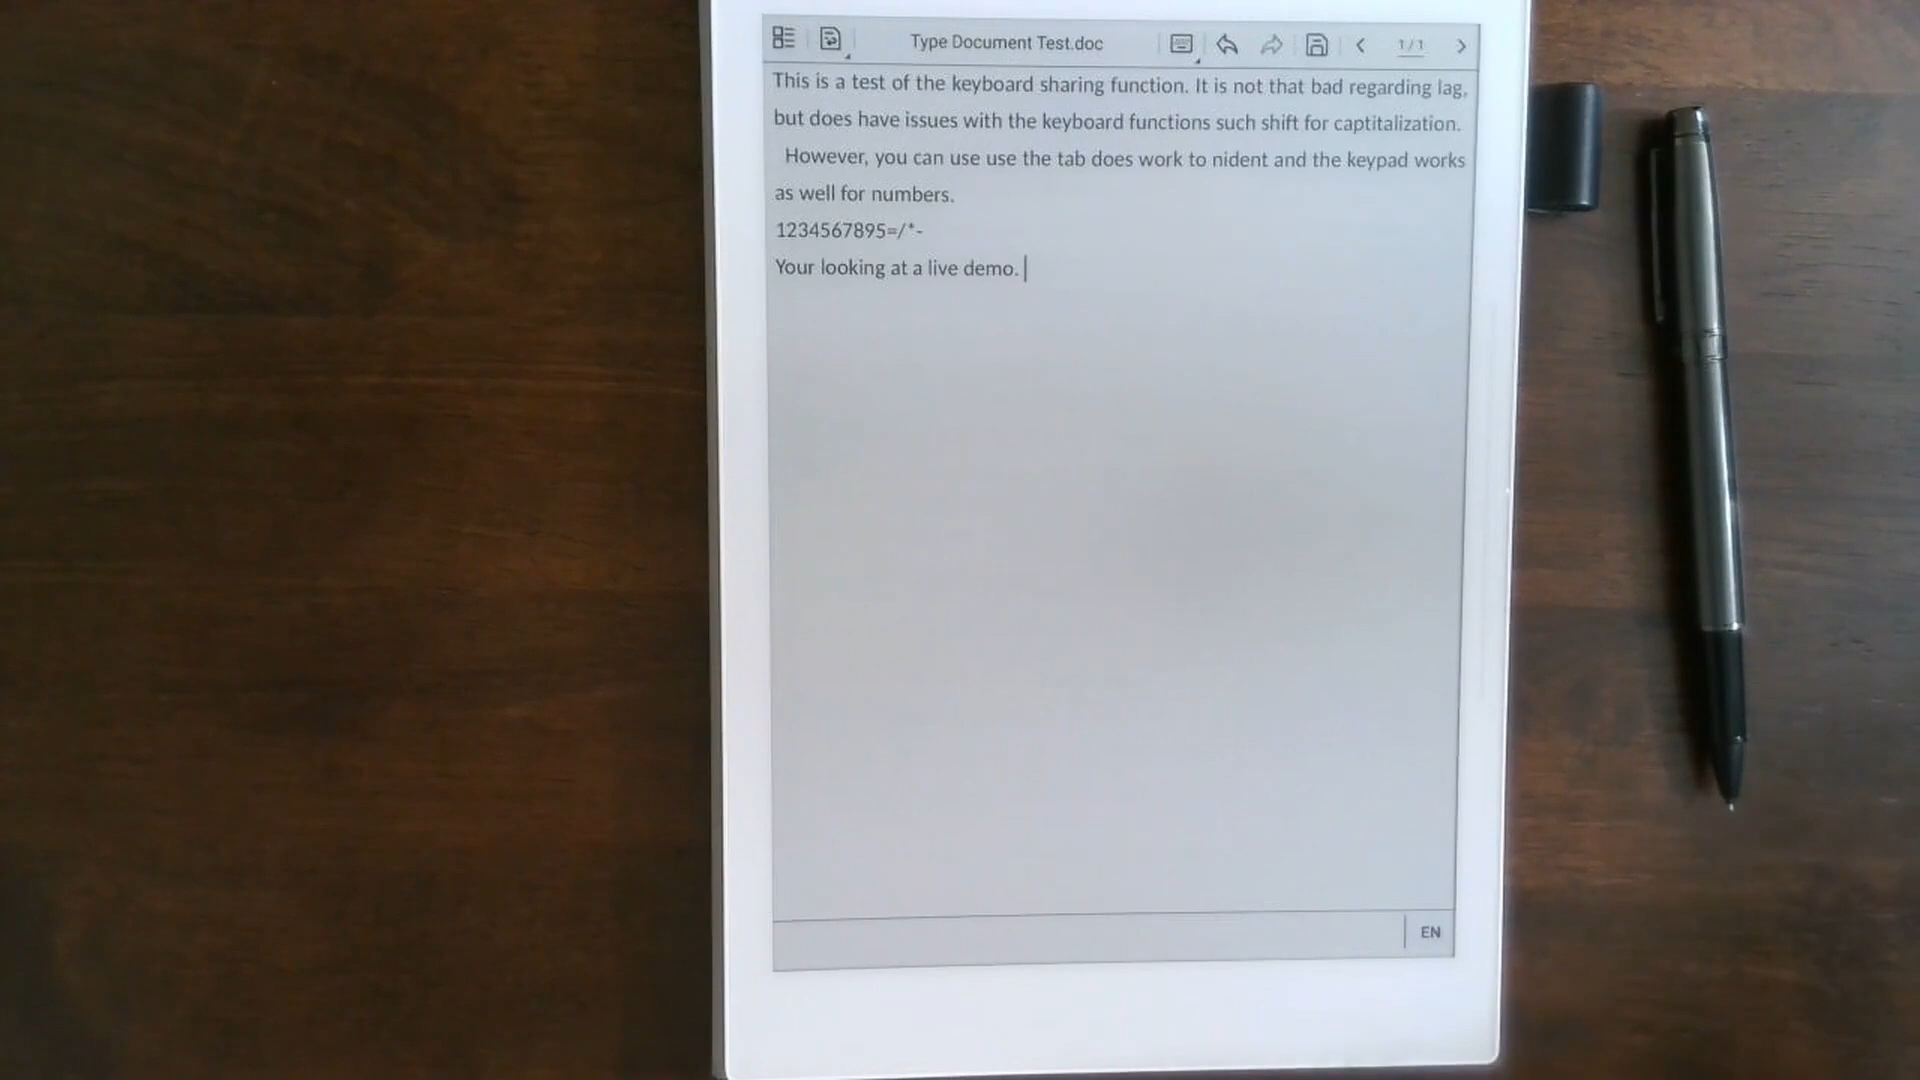 Type Document Test.doc 1/1
This is a test of the keyboard sharing function. It is not that bad regarding lag,
but does have issues with the keyboard functions such shift for captitalization.
However, you can use use the tab does work to nident and the keypad works
as well for numbers.
1234567895=/*-
Your looking at a live demo.
EN